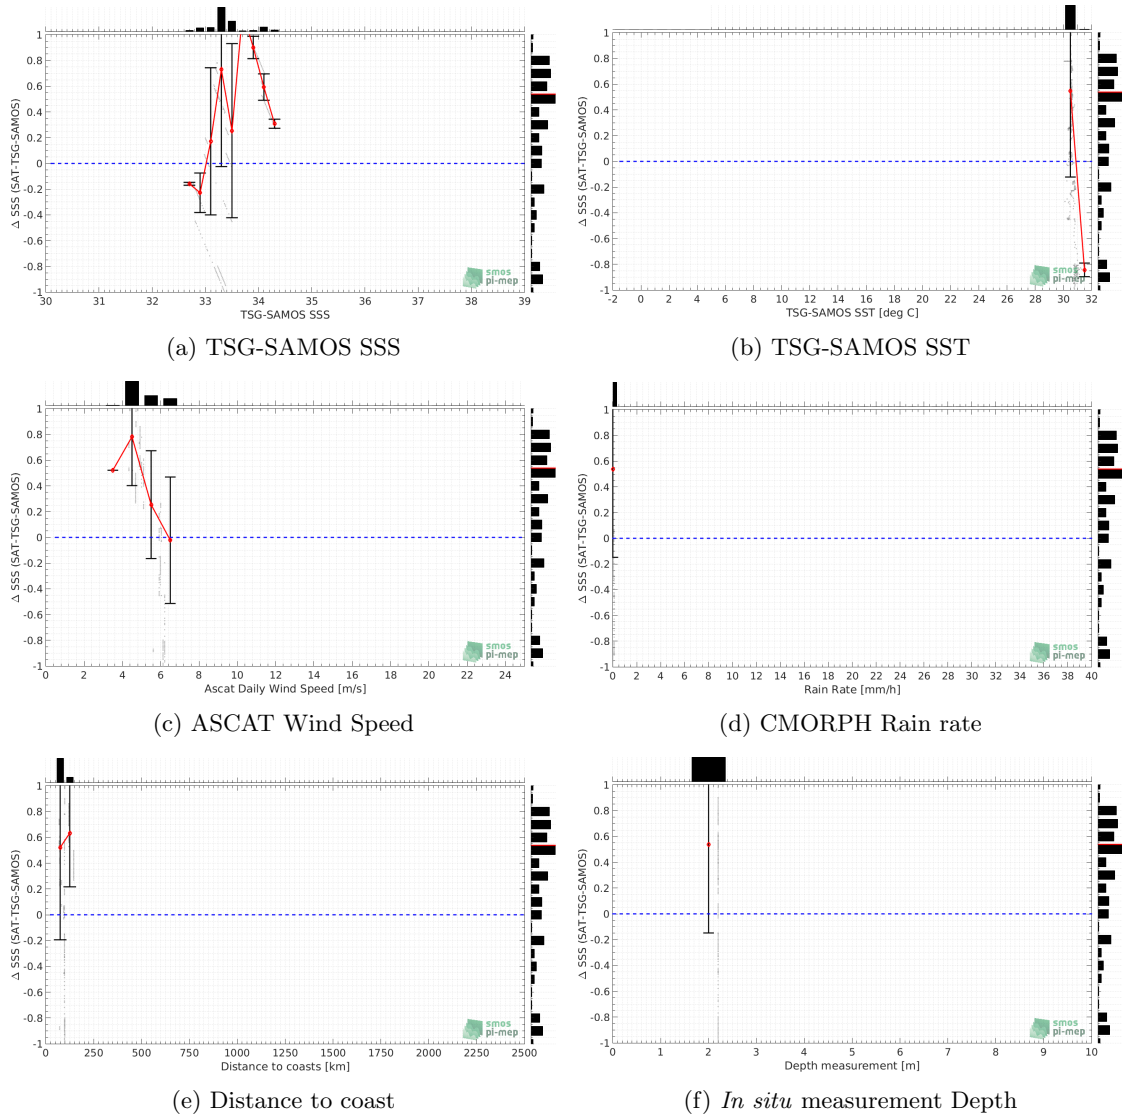 1
0.8
0.6
0.4
0.2
0
-0.2
-0.4
-0.6
-0.8
-1
Δ SSS (SAT-TSG-SAMOS)
smos
pi-mep
30 31 32 33 34 35 36 37 38 39
TSG-SAMOS SSS
(a) TSG-SAMOS SSS
1
0.8
0.6
0.4
0.2
0
-0.2
-0.4
-0.6
-0.8
-1
Δ SSS (SAT-TSG-SAMOS)
smos
pi-mep
-2 0 2 4 6 8 10 12 14 16 18 20 22 24 26 28 30 32
TSG-SAMOS SST [deg C]
(b) TSG-SAMOS SST
1
0.8
0.6
0.4
0.2
0
-0.2
-0.4
-0.6
-0.8
-1
Δ SSS (SAT-TSG-SAMOS)
smos
pi-mep
0 2 4 6 8 10 12 14 16 18 20 22 24
Ascat Daily Wind Speed [m/s]
(c) ASCAT Wind Speed
1
0.8
0.6
0.4
0.2
0
-0.2
-0.4
-0.6
-0.8
-1
Δ SSS (SAT-TSG-SAMOS)
smos
pi-mep
0 2 4 6 8 10 12 14 16 18 20 22 24 26 28 30 32 34 36 38 40
Rain Rate [mm/h]
(d) CMORPH Rain rate
1
0.8
0.6
0.4
0.2
0
-0.2
-0.4
-0.6
-0.8
-1
Δ SSS (SAT-TSG-SAMOS)
smos
pi-mep
0 250 500 750 1000 1250 1500 1750 2000 2250 2500
Distance to coasts [km]
(e) Distance to coast
1
0.8
0.6
0.4
0.2
0
-0.2
-0.4
-0.6
-0.8
-1
Δ SSS (SAT-TSG-SAMOS)
smos
pi-mep
0 1 2 3 4 5 6 7 8 9 10
Depth measurement [m]
(f) In situ measurement Depth